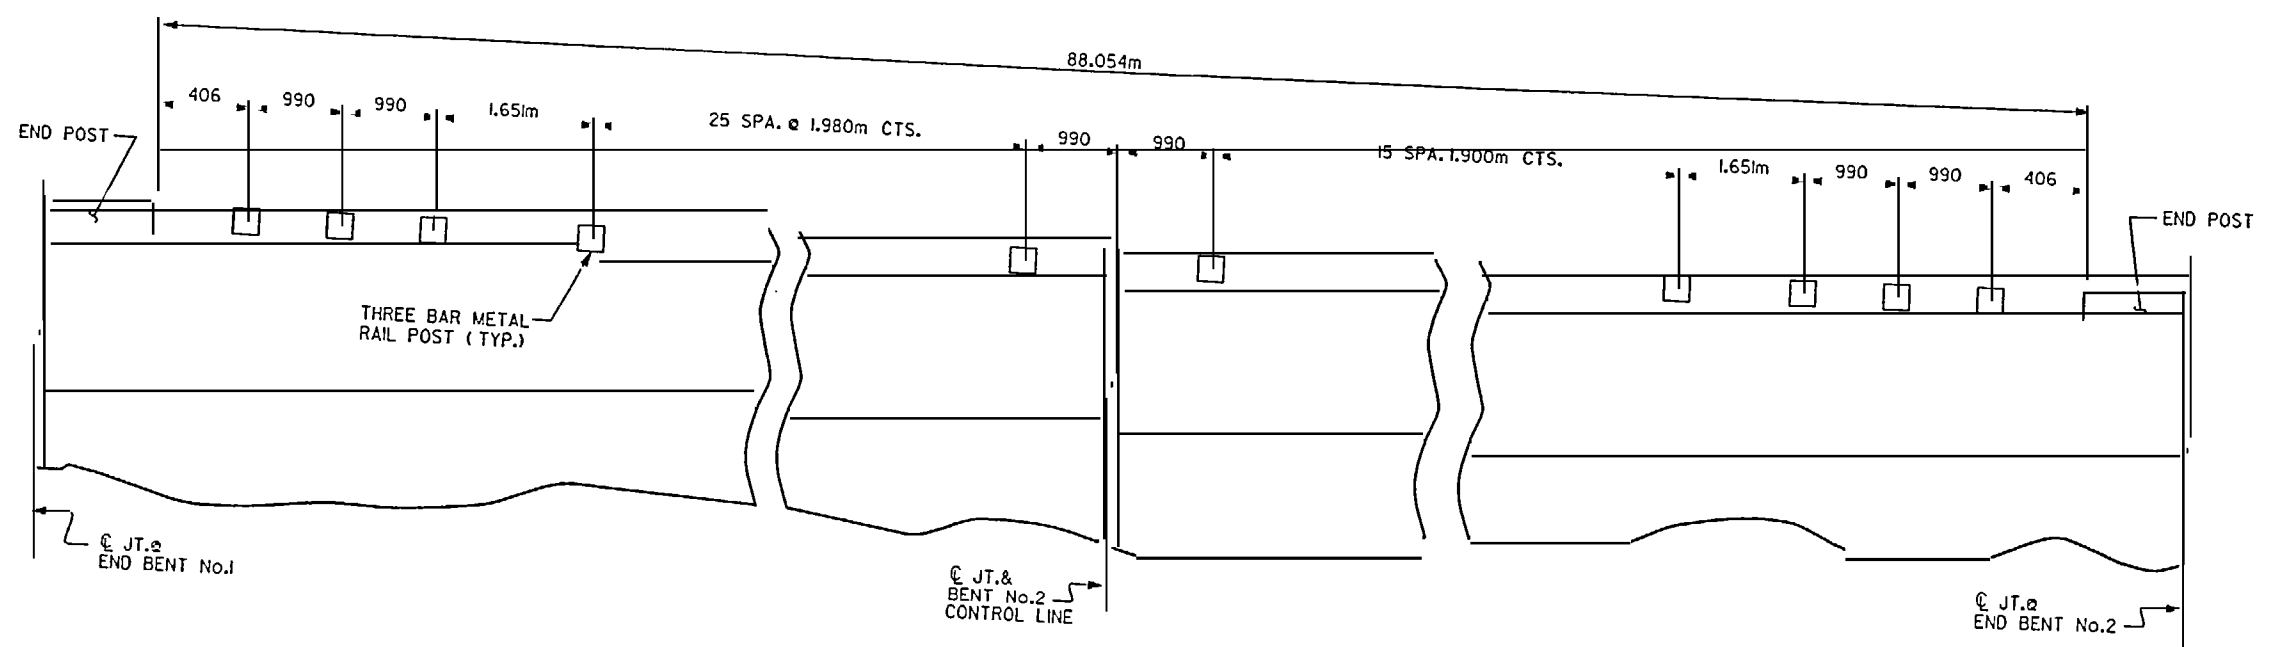 88.054m
406
990
990
1.651m
25 SPA. @ 1.980m CTS.
990
990
15 SPA. 1.900m CTS.
1.651m
990
990
406
END POST
END POST
THREE BAR METAL
RAIL POST (TYP.)
℄ JT.@
END BENT No.1
℄ JT.&
BENT No.2
CONTROL LINE
℄ JT.@
END BENT No.2